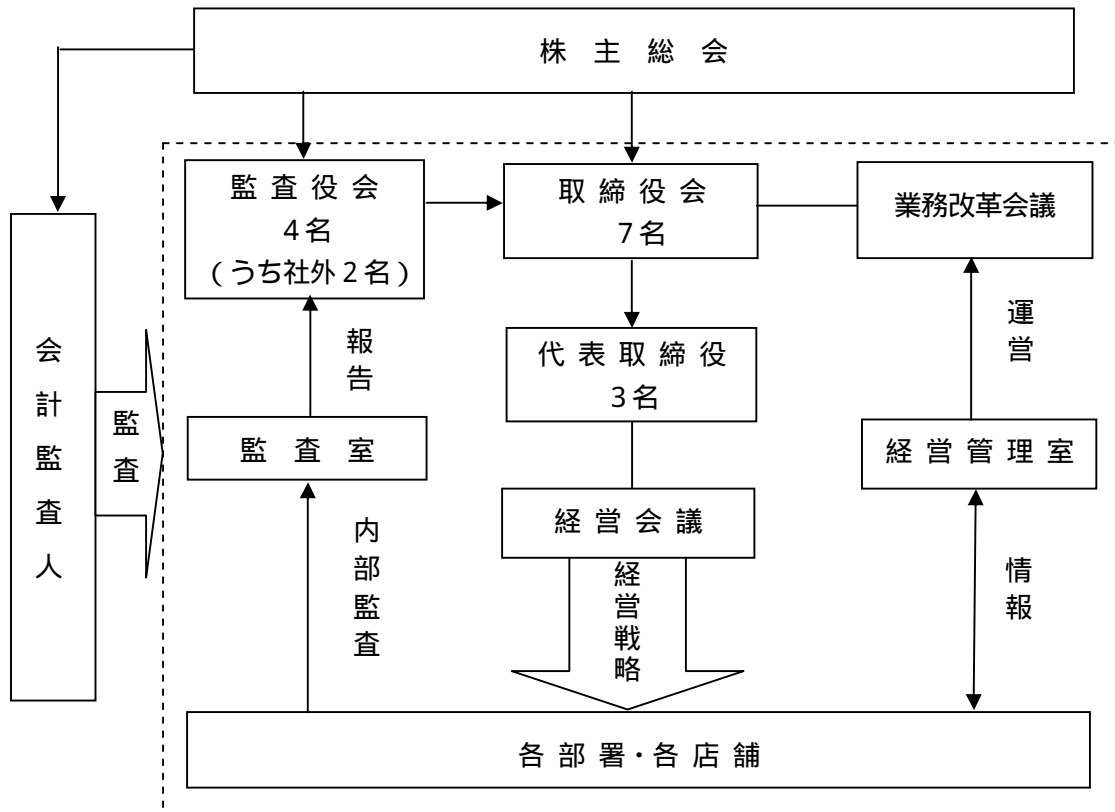 株主総会
監査役会
4名
(うち社外2名)
取締役会
7名
業務改革会議
運営
報告
代表取締役
3名
会計監査人
監査
監査室
経営管理室
経営会議
内部監査
経営戦略
情報
各部署・各店舗